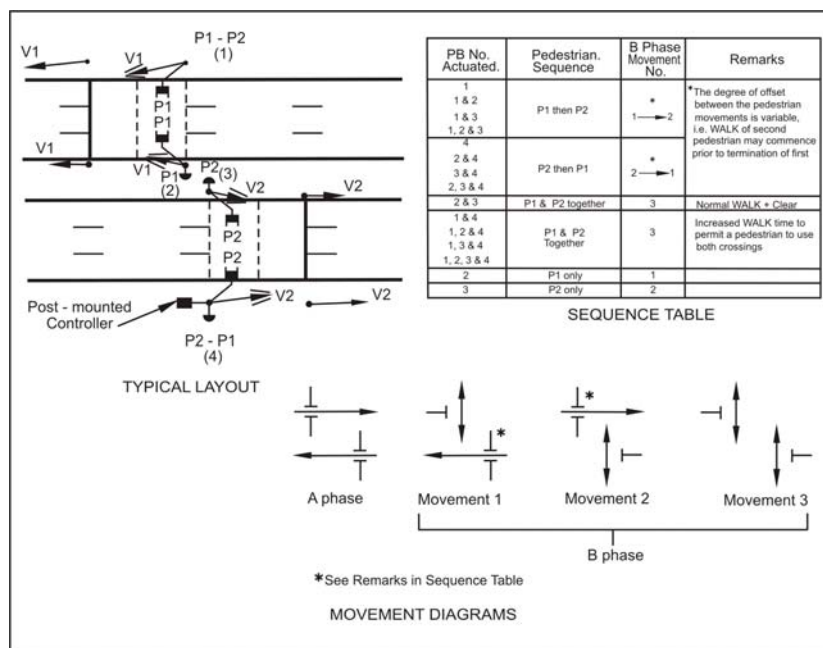 P1 - P2
(1)
V1
V1
P1
P1
V1
V1
P1
(2)
P2
(3)
V2
V2
P2
P2
V2
V2
Post - mounted
Controller
P2 - P1
(4)
TYPICAL LAYOUT
PB No.
Actuated.
Pedestrian.
Sequence
B Phase
Movement
No.
Remarks
1
1 & 2
1 & 3
1, 2 & 3
P1 then P2
*
1 2
*The degree of offset
between the pedestrian
movements is variable,
i.e. WALK of second
pedestrian may commence
prior to termination of first
4
2 & 4
3 & 4
2, 3 & 4
P2 then P1
*
2 1
2 & 3
P1 & P2 together
3
Normal WALK + Clear
1 & 4
1, 2 & 4
1, 3 & 4
1, 2, 3 & 4
P1 & P2
Together
3
Increased WALK time to
permit a pedestrian to use
both crossings
2
P1 only
1
3
P2 only
2
SEQUENCE TABLE
*
*
A phase
Movement 1
Movement 2
Movement 3
B phase
*See Remarks in Sequence Table
MOVEMENT DIAGRAMS